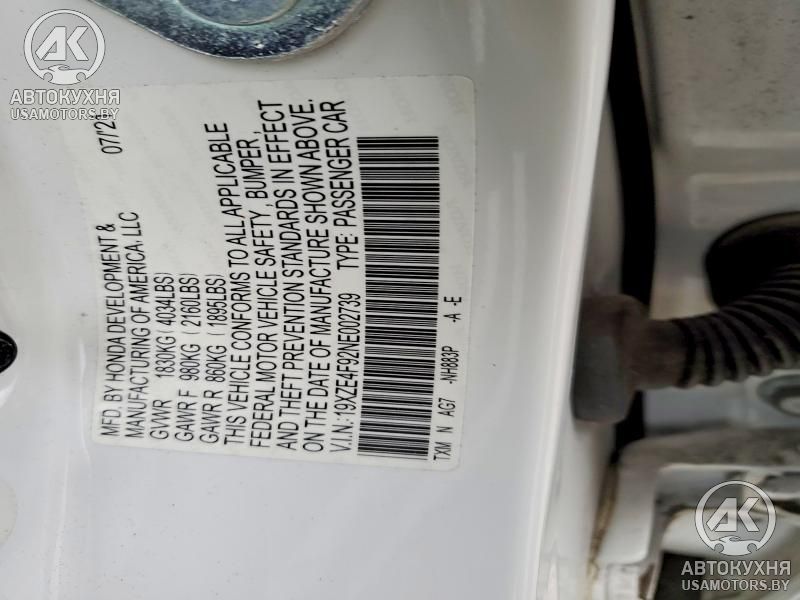 MFD. BY HONDA DEVELOPMENT &
MANUFACTURING OF AMERICA, LLC
GVWR 1830KG ( 4034LBS)
GAWR F 980KG ( 2160LBS)
GAWR R 860KG ( 1895LBS)
THIS VEHICLE CONFORMS TO ALL APPLICABLE
FEDERAL MOTOR VEHICLE SAFETY , BUMPER ,
AND THEFT PREVENTION STANDARDS IN EFFECT
ON THE DATE OF MANUFACTURE SHOWN ABOVE.
V.I.N.: 19XZE4F92NE002739 TYPE: PASSENGER CAR
TXM N AG7 -NH883P -A -E
AK
АВТОКУХНЯ
USAMOTORS.BY
AK
АВТОКУХНЯ
USAMOTORS.BY